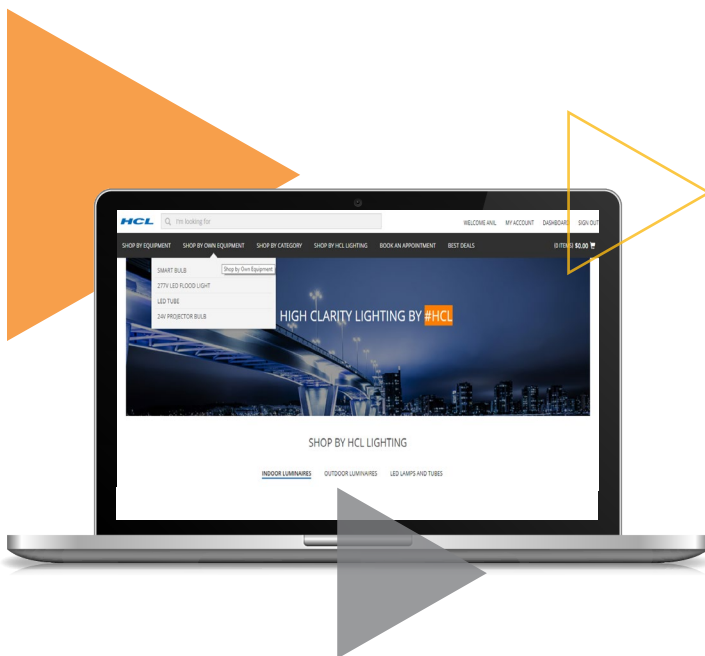 HCL I'm looking for WELCOME ANIL MY ACCOUNT DASHBOARD SIGN OUT
SHOP BY EQUIPMENT SHOP BY OWN EQUIPMENT SHOP BY CATEGORY SHOP BY HCL LIGHTING BOOK AN APPOINTMENT BEST DEALS (0 ITEMS) $0.00
SMART BULB Shop by Own Equipment
277V LED FLOOD LIGHT
LED TUBE
24V PROJECTOR BULB
HIGH CLARITY LIGHTING BY #HCL
SHOP BY HCL LIGHTING
INDOOR LUMINAIRES OUTDOOR LUMINAIRES LED LAMPS AND TUBES